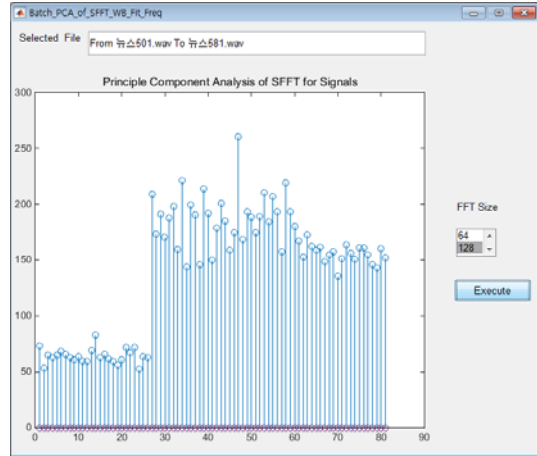 Batch_PCA_of_SFFT_WB_Fit_Freq
Selected File
From 뉴스501.wav To 뉴스581.wav
Principle Component Analysis of SFFT for Signals
300
250
200
150
100
50
0
0 10 20 30 40 50 60 70 80 90
FFT Size
64
128
Execute